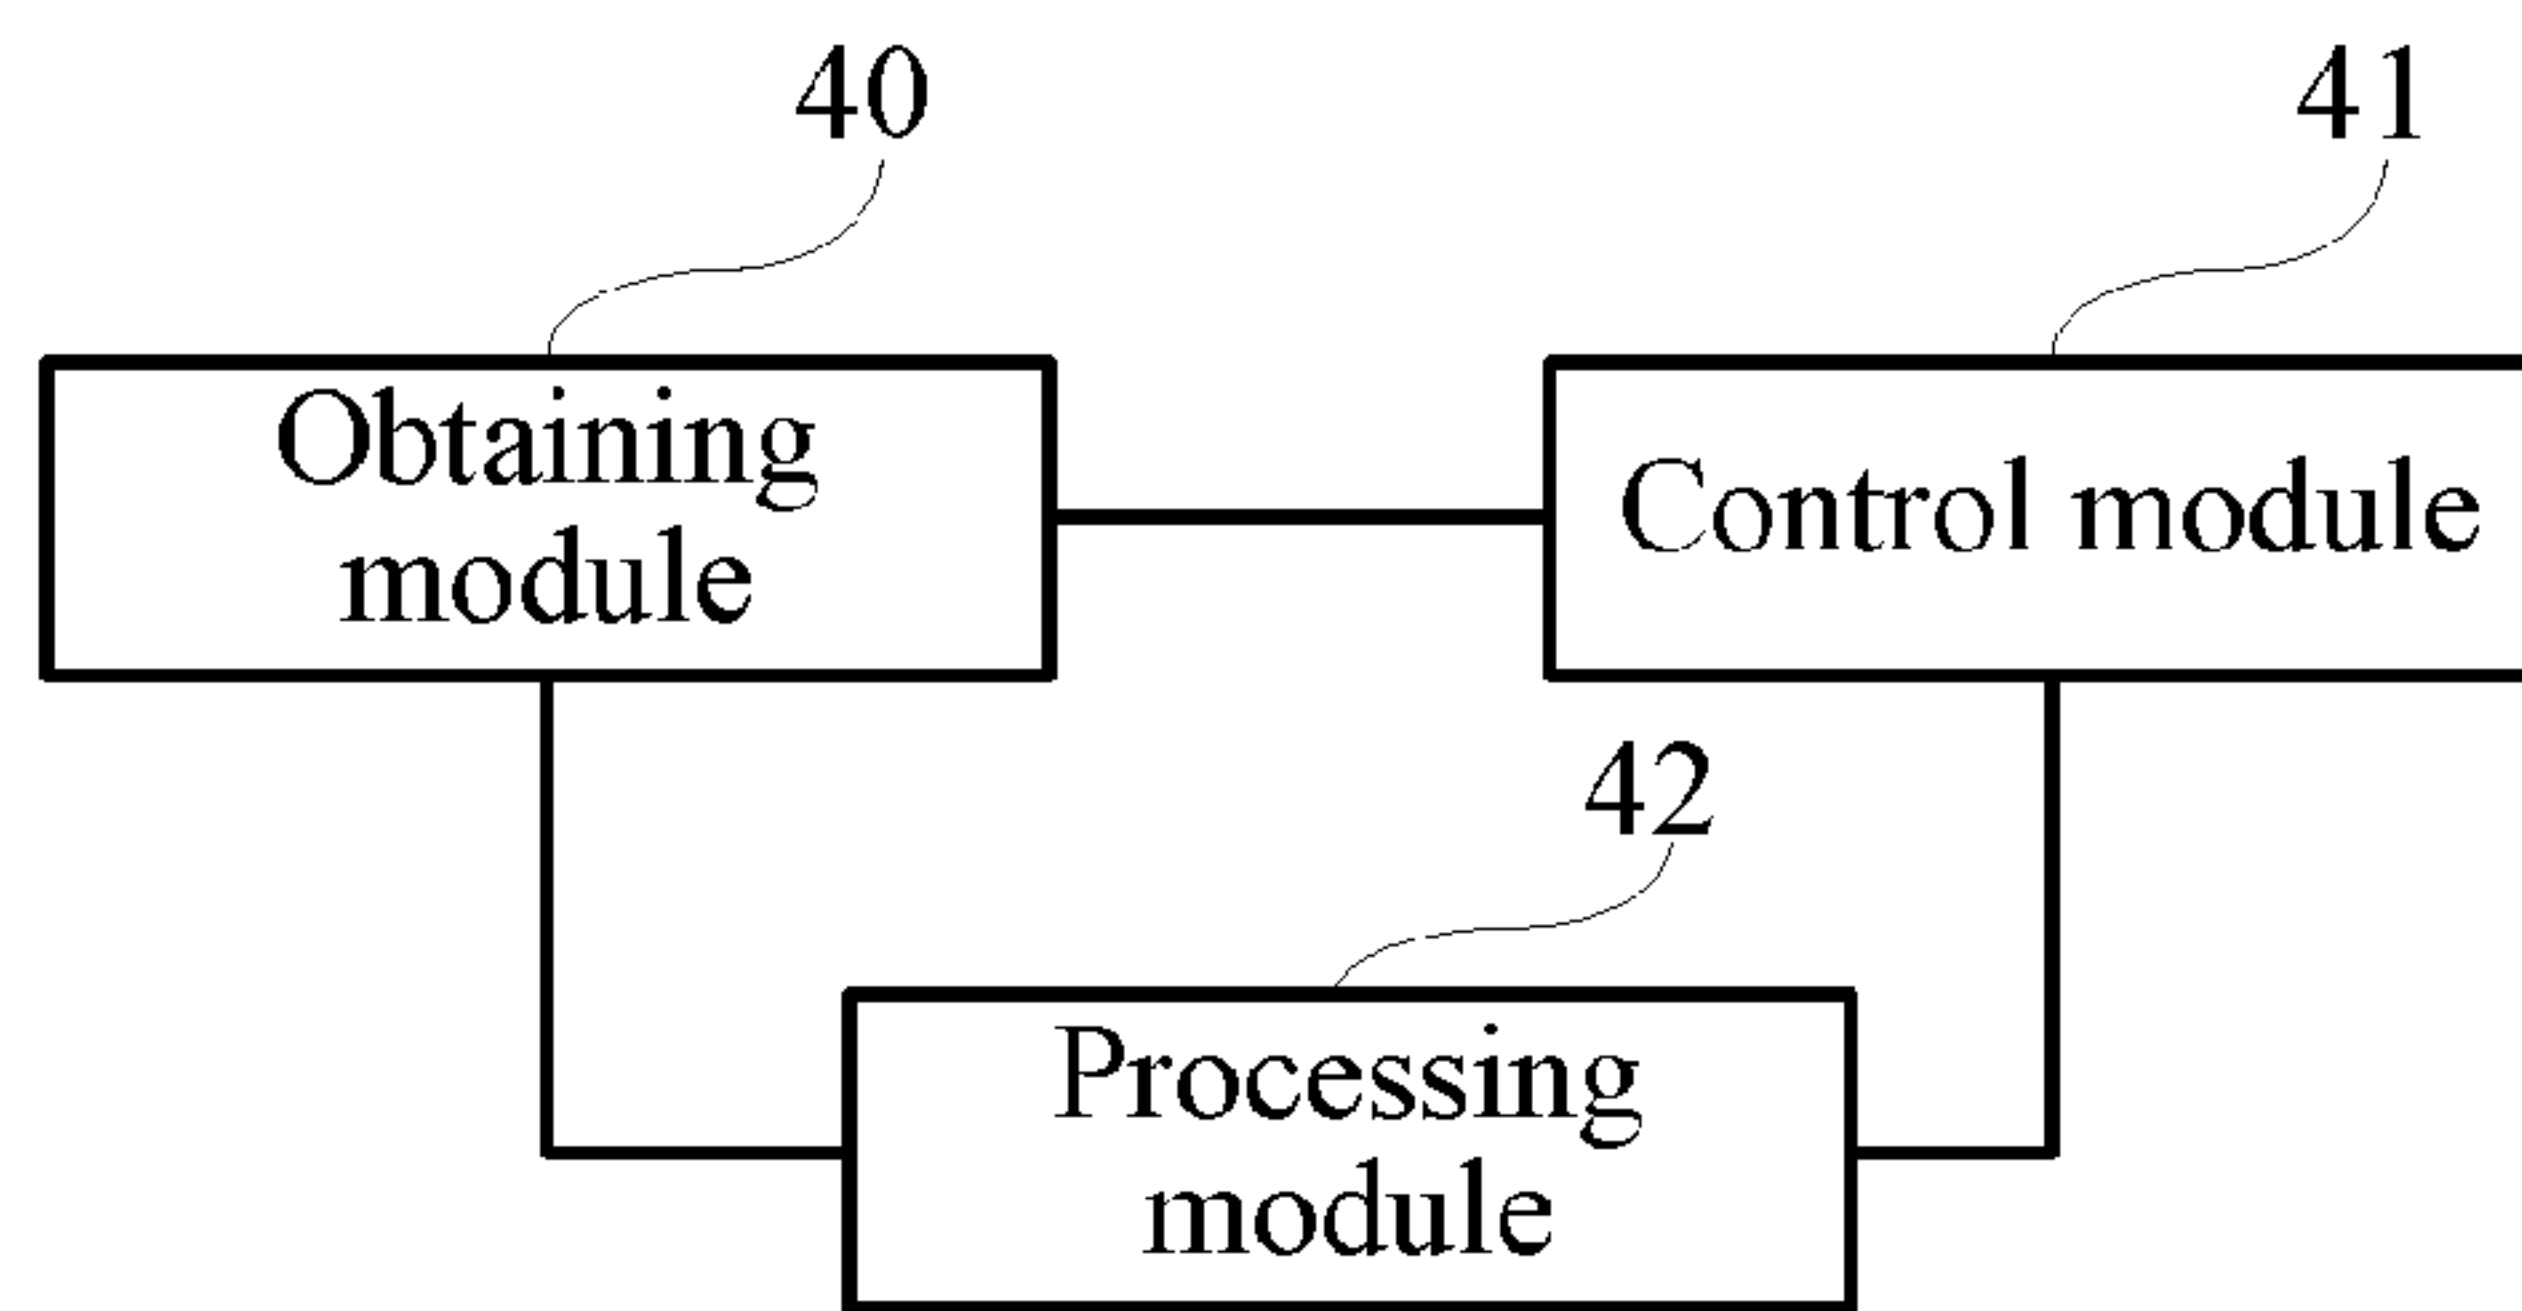 40
41
Obtaining
module
Control module
42
Processing
module